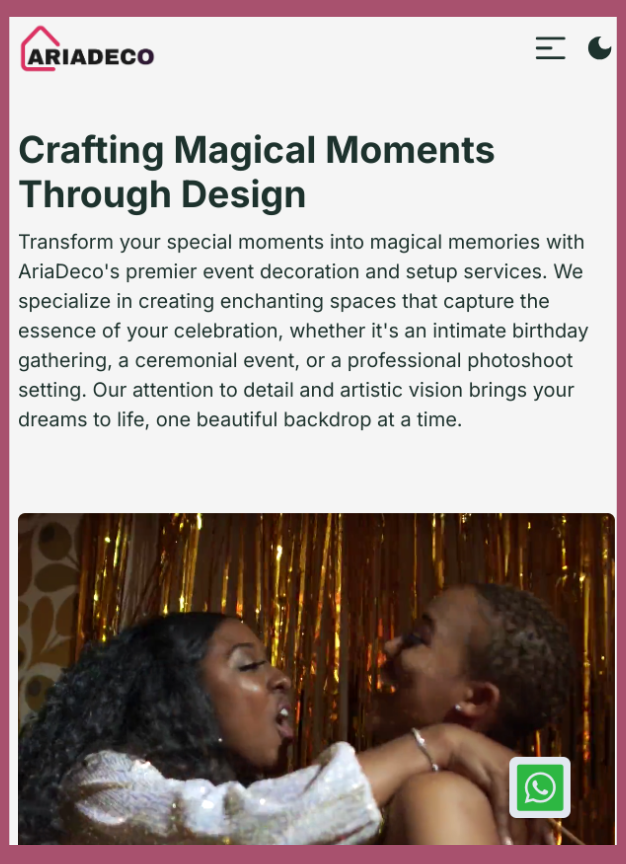 ARIADECO
Crafting Magical Moments
Through Design
Transform your special moments into magical memories with
AriaDeco's premier event decoration and setup services. We
specialize in creating enchanting spaces that capture the
essence of your celebration, whether it's an intimate birthday
gathering, a ceremonial event, or a professional photoshoot
setting. Our attention to detail and artistic vision brings your
dreams to life, one beautiful backdrop at a time.